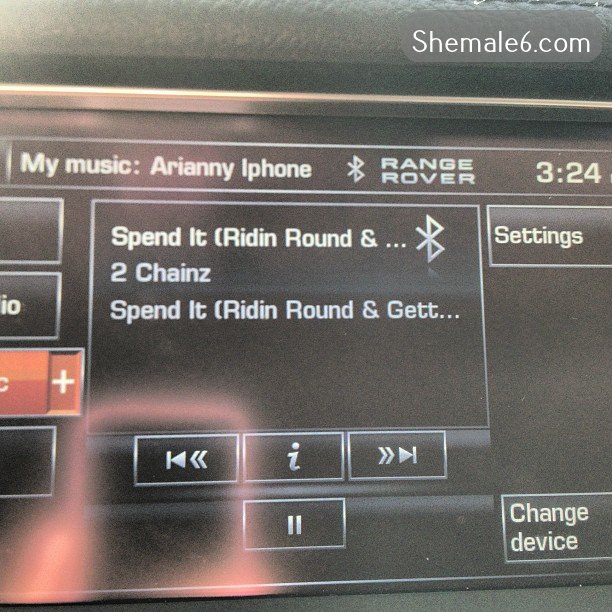 Shemale6.com
My music: Arianny Iphone
RANGE ROVER
3:24
Spend It (Ridin Round & ...
Settings
2 Chainz
io
Spend It (Ridin Round & Gett...
c +
i
Change
device